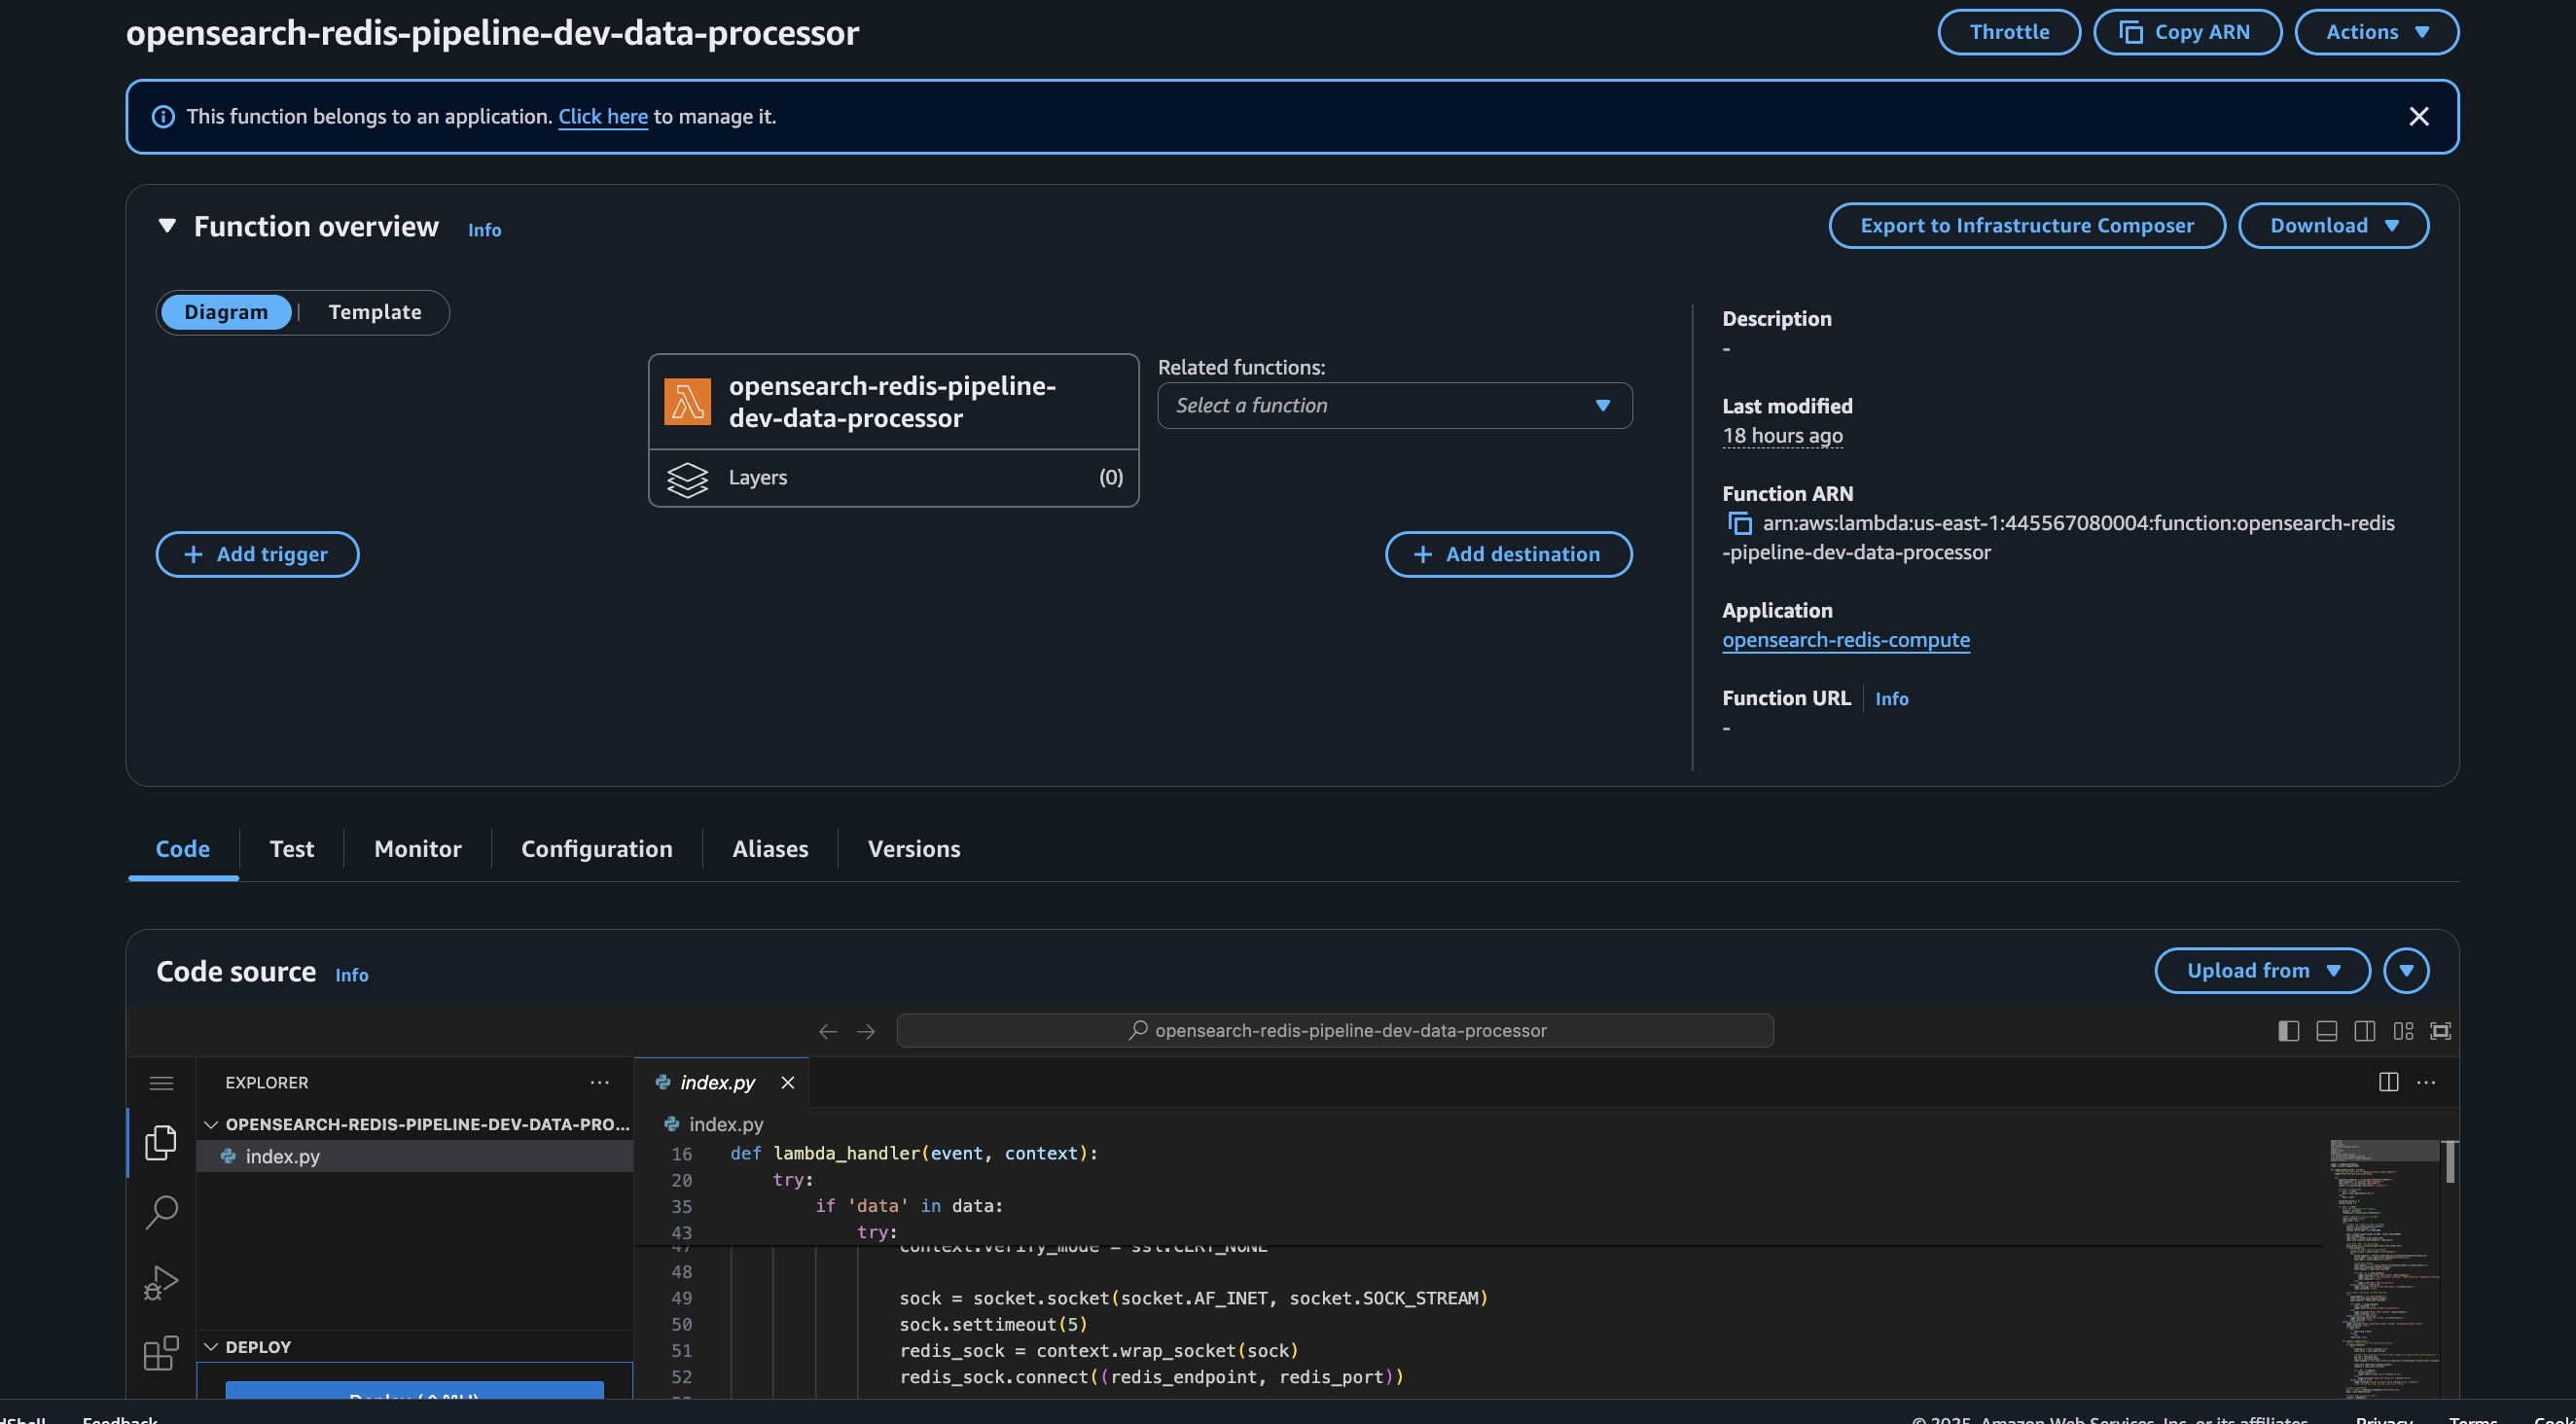 opensearch-redis-pipeline-dev-data-processor
Throttle
Copy ARN
Actions
This function belongs to an application. Click here to manage it.
Function overview
Info
Export to Infrastructure Composer
Download
Diagram | Template
opensearch-redis-pipeline-
dev-data-processor
Layers (0)
Related functions:
Select a function
+ Add trigger
+ Add destination
Description
-
Last modified
18 hours ago
Function ARN
arn:aws:lambda:us-east-1:445567080004:function:opensearch-redis
-pipeline-dev-data-processor
Application
opensearch-redis-compute
Function URL | Info
-
Code
Test
Monitor
Configuration
Aliases
Versions
Code source
Info
Upload from
opensearch-redis-pipeline-dev-data-processor
EXPLORER
OPENSEARCH-REDIS-PIPELINE-DEV-DATA-PRO...
index.py
DEPLOY
index.py
index.py
16 def lambda_handler(event, context):
20 try:
35 if 'data' in data:
43 try:
47 context.verify_mode = ssl.CERT_NONE
48
49 sock = socket.socket(socket.AF_INET, socket.SOCK_STREAM)
50 sock.settimeout(5)
51 redis_sock = context.wrap_socket(sock)
52 redis_sock.connect((redis_endpoint, redis_port))
Feedback
© 2025, Amazon Web Services, Inc. or its affiliates.
Privacy
Terms